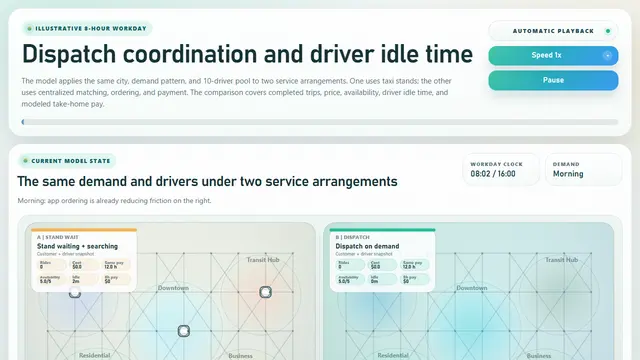 ILLUSTRATIVE 8-HOUR WORKDAY
Dispatch coordination and driver idle time
The model applies the same city, demand pattern, and 10-driver pool to two service arrangements. One uses taxi stands: the other
uses centralized matching, ordering, and payment. The comparison covers completed trips, price, availability, driver idle time, and
modeled take-home pay.
AUTOMATIC PLAYBACK
Speed 1x
Pause
CURRENT MODEL STATE
The same demand and drivers under two service arrangements
Morning: app ordering is already reducing friction on the right.
WORKDAY CLOCK
08:02 / 16:00
DEMAND
Morning
A | STAND WAIT
Stand waiting + searching
Customer + driver snapshot
Rides
0
Cost
$0.0
Same pay
12.0 h
Availability
5.0/5
Idle
2m
8h pay
$0
Transit Hub
Downtown
Residential
Business
B | DISPATCH
Dispatch on demand
Customer + driver snapshot
Rides
0
Cost
$0.0
Same pay
12.0 h
Availability
5.0/5
Idle
0m
8h pay
$0
Transit Hub
Downtown
Residential
Business